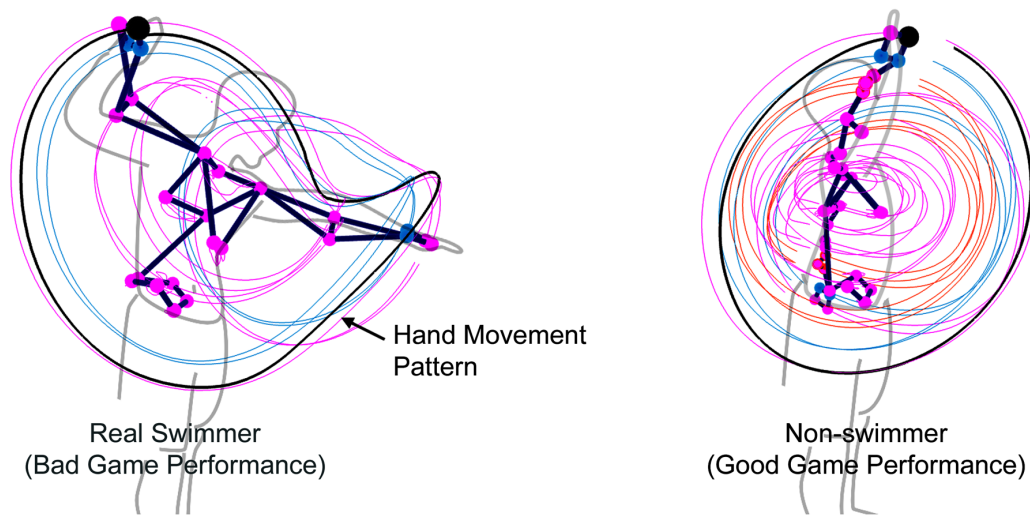 Hand Movement
Pattern
Real Swimmer
(Bad Game Performance)
Non-swimmer
(Good Game Performance)